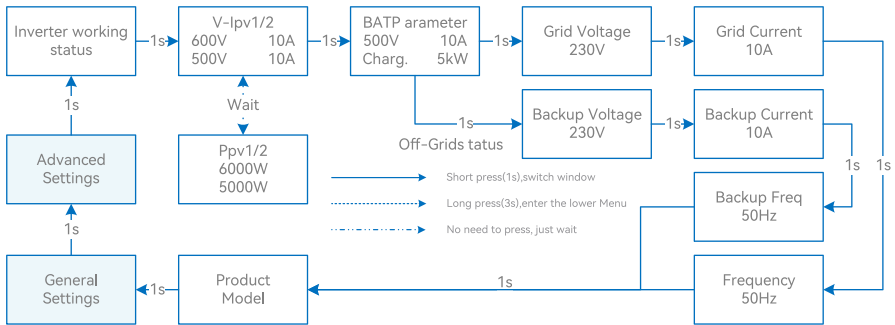 Inverter working
status
1s
V-Ipv1/2
600V 10A
500V 10A
1s
BATP arameter
500V 10A
Charg. 5kW
1s
Grid Voltage
230V
1s
Grid Current
10A
1s
Wait
1s
Off-Grids tatus
Backup Voltage
230V
1s
Backup Current
10A
1s
1s
Advanced
Settings
Ppv1/2
6000W
5000W
Short press(1s),switch window
Long press(3s),enter the lower Menu
No need to press, just wait
Backup Freq
50Hz
1s
General
Settings
1s
Product
Model
1s
Frequency
50Hz